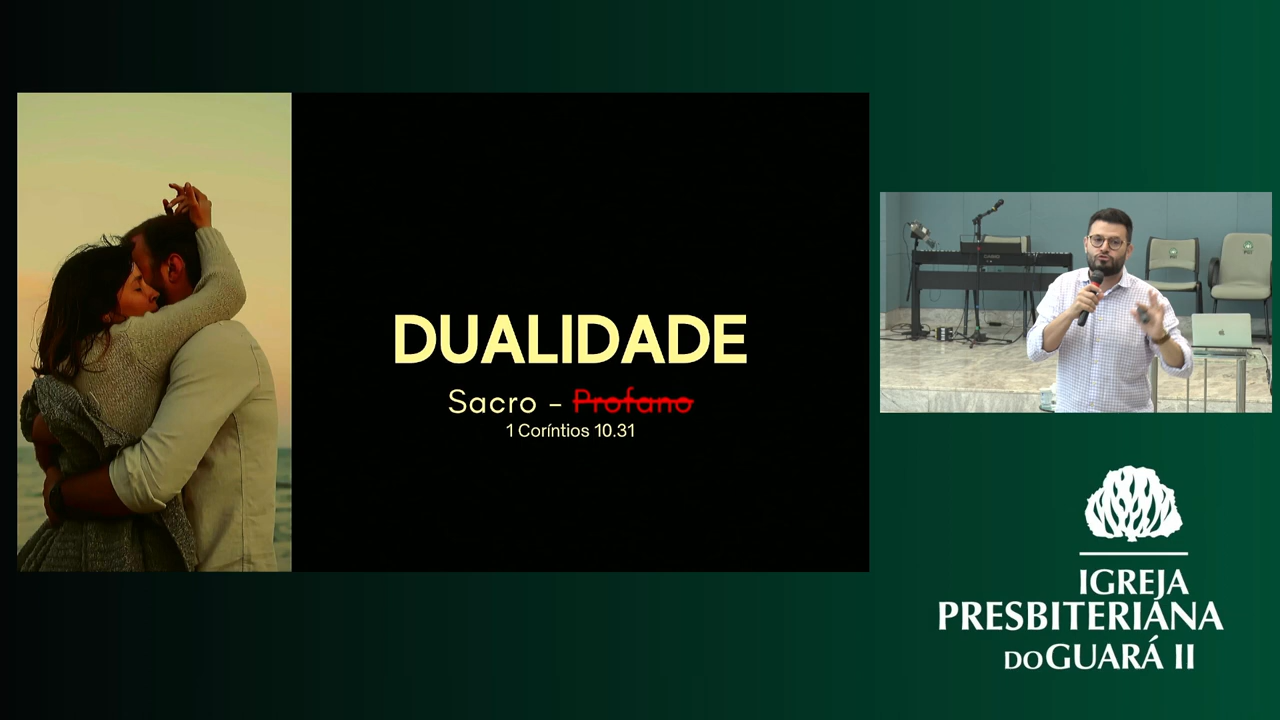 DUALIDADE
Sacro – Profano
1 Coríntios 10.31
IGREJA
PRESBITERIANA
DO GUARÁ II